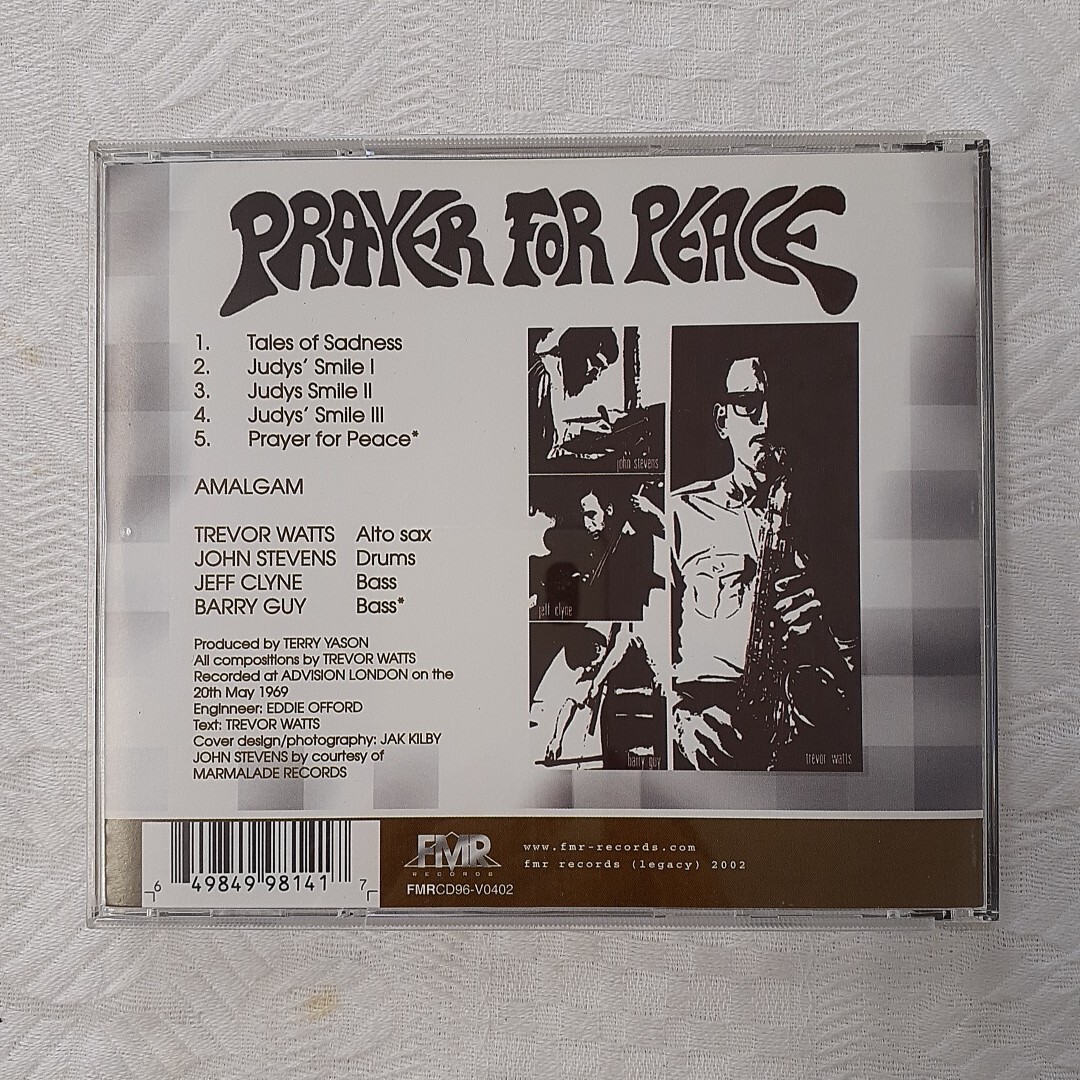 PRAYER FOR PEACE
1. Tales of Sadness
2. Judys' Smile I
3. Judys Smile II
4. Judys' Smile III
5. Prayer for Peace*
AMALGAM
TREVOR WATTS Alto sax
JOHN STEVENS Drums
JEFF CLYNE Bass
BARRY GUY Bass*
Produced by TERRY YASON
All compositions by TREVOR WATTS
Recorded at ADVISION LONDON on the
20th May 1969
Enginneer: EDDIE OFFORD
Text: TREVOR WATTS
Cover design/photography: JAK KILBY
JOHN STEVENS by courtesy of
MARMALADE RECORDS
john stevens
jeff clyne
barry guy
trevor watts
6 49849 98141 7
FMR
RECORDS
FMRCD96-V0402
www.fmr-records.com
fmr records (legacy) 2002